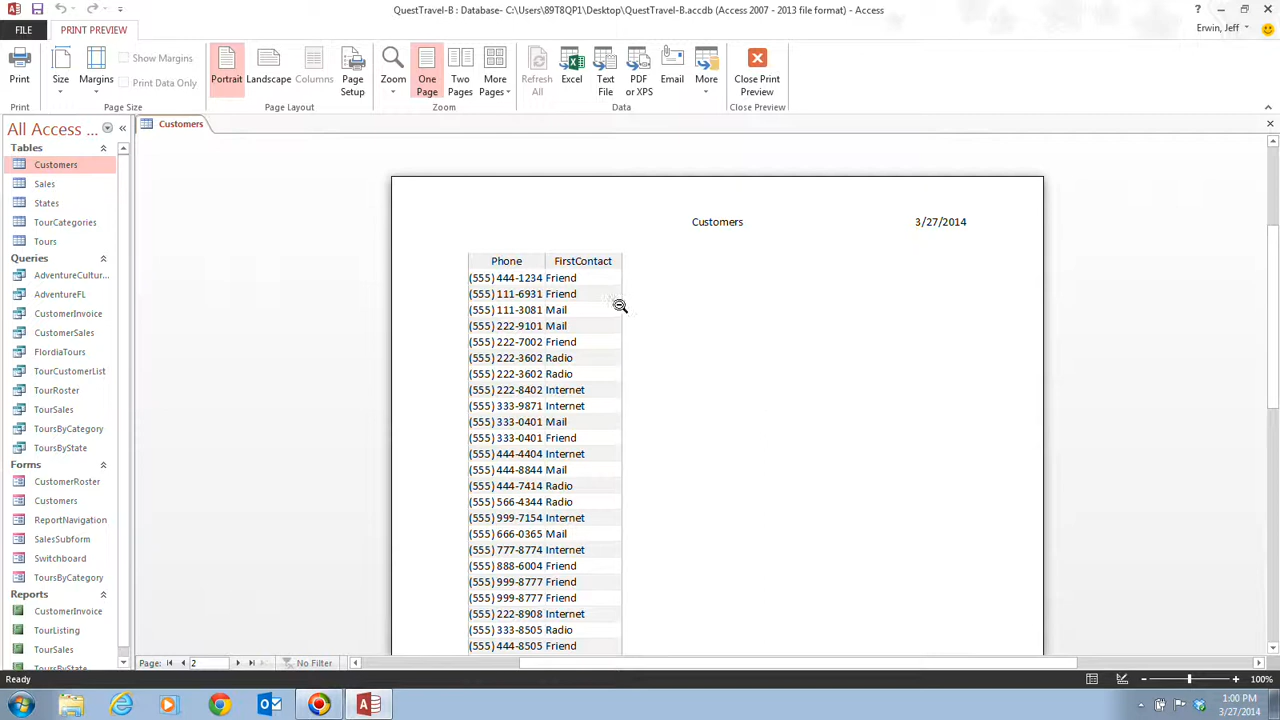 QuestTravel-B : Database- C:\Users\89T8QP1\Desktop\QuestTravel-B.accdb (Access 2007 - 2013 file format) - Access
FILE
PRINT PREVIEW
Erwin, Jeff
Print
Size
Margins
Show Margins
Print Data Only
Portrait
Landscape
Columns
Page Setup
Zoom
One Page
Two Pages
More Pages
Refresh All
Excel
Text File
PDF or XPS
Email
More
Close Print Preview
Print
Page Size
Page Layout
Zoom
Data
Close Preview
All Access ...
Customers
Tables
Customers
Sales
States
TourCategories
Tours
Queries
AdventureCultur...
AdventureFL
CustomerInvoice
CustomerSales
FlordiaTours
TourCustomerList
TourRoster
TourSales
ToursByCategory
ToursByState
Forms
CustomerRoster
Customers
ReportNavigation
SalesSubform
Switchboard
ToursByCategory
Reports
CustomerInvoice
TourListing
TourSales
ToursByState
Customers 3/27/2014
Phone FirstContact
(555) 444-1234 Friend
(555) 111-6931 Friend
(555) 111-3081 Mail
(555) 222-9101 Mail
(555) 222-7002 Friend
(555) 222-3602 Radio
(555) 222-3602 Radio
(555) 222-8402 Internet
(555) 333-9871 Internet
(555) 333-0401 Mail
(555) 333-0401 Friend
(555) 444-4404 Internet
(555) 444-8844 Mail
(555) 444-7414 Radio
(555) 566-4344 Radio
(555) 999-7154 Internet
(555) 666-0365 Mail
(555) 777-8774 Internet
(555) 888-6004 Friend
(555) 999-8777 Friend
(555) 999-8777 Friend
(555) 222-8908 Internet
(555) 333-8505 Radio
(555) 444-8505 Friend
Page: 2 No Filter
Ready
100%
1:00 PM
3/27/2014